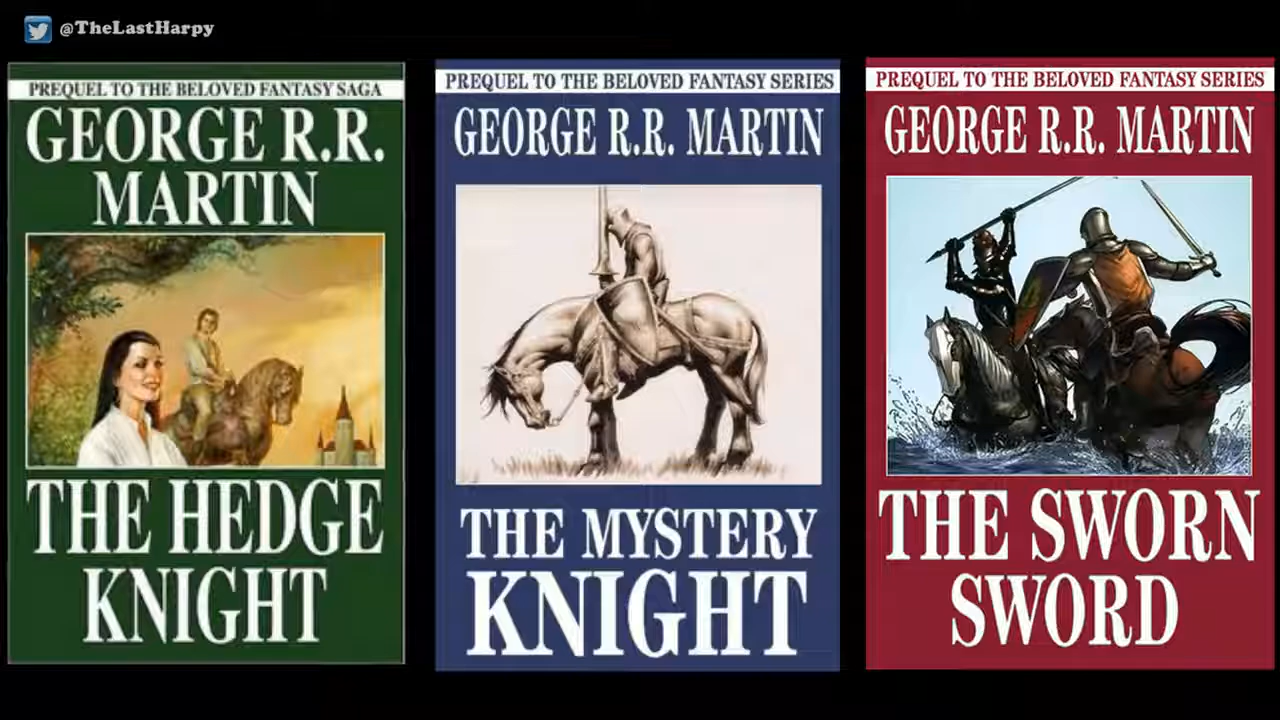 @TheLastHarpy
PREQUEL TO THE BELOVED FANTASY SAGA
GEORGE R.R.
MARTIN
THE HEDGE
KNIGHT
PREQUEL TO THE BELOVED FANTASY SERIES
GEORGE R.R. MARTIN
THE MYSTERY
KNIGHT
PREQUEL TO THE BELOVED FANTASY SERIES
GEORGE R.R. MARTIN
THE SWORN
SWORD